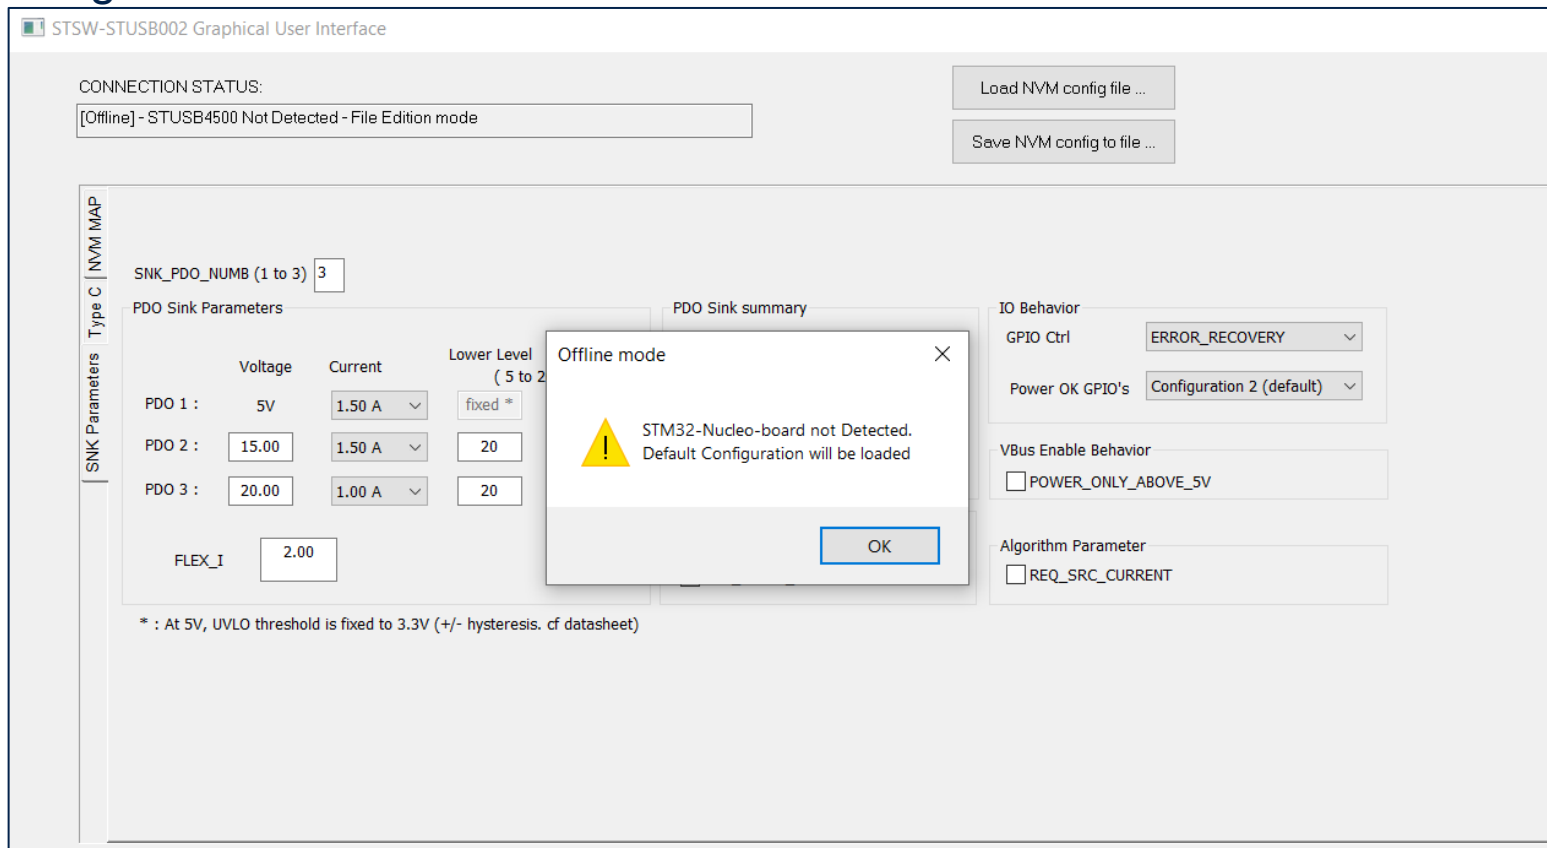 STSW-STUSB002 Graphical User Interface
CONNECTION STATUS:
[Offline] - STUSB4500 Not Detected - File Edition mode
Load NVM config file ...
Save NVM config to file ...
NVM MAP
Type C
SNK Parameters
SNK_PDO_NUMB (1 to 3) 3
PDO Sink Parameters
Voltage Current Lower Level
( 5 to 2
PDO 1 : 5V 1.50 A fixed *
PDO 2 : 15.00 1.50 A 20
PDO 3 : 20.00 1.00 A 20
FLEX_I 2.00
* : At 5V, UVLO threshold is fixed to 3.3V (+/- hysteresis. cf datasheet)
PDO Sink summary
Offline mode
STM32-Nucleo-board not Detected.
Default Configuration will be loaded
OK
IO Behavior
GPIO Ctrl ERROR_RECOVERY
Power OK GPIO's Configuration 2 (default)
VBus Enable Behavior
POWER_ONLY_ABOVE_5V
Algorithm Parameter
REQ_SRC_CURRENT